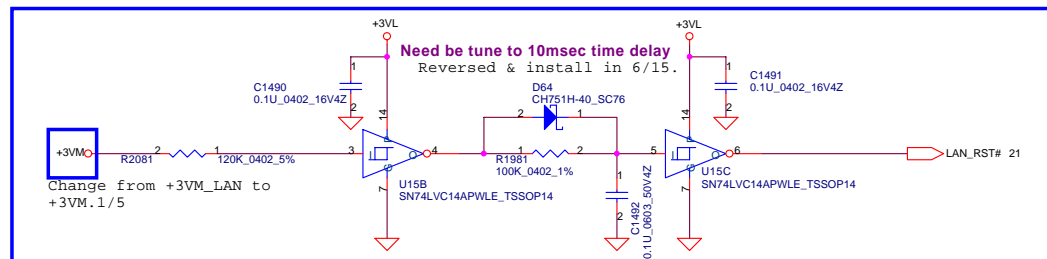 +3VL
+3VL
Need be tune to 10msec time delay
Reversed & install in 6/15.
1
C1490
0.1U_0402_16V4Z
2
14
D64
CH751H-40_SC76
2
1
1
C1491
0.1U_0402_16V4Z
2
14
+3VM
2
R2081
1
120K_0402_5%
3
P
G
O
4
1
R1981
2
100K_0402_1%
5
P
G
O
6
LAN_RST# 21
Change from +3VM_LAN to
+3VM.1/5
7
U15B
SN74LVC14APWLE_TSSOP14
1
C1492
0.1U_0603_50V4Z
2
7
U15C
SN74LVC14APWLE_TSSOP14